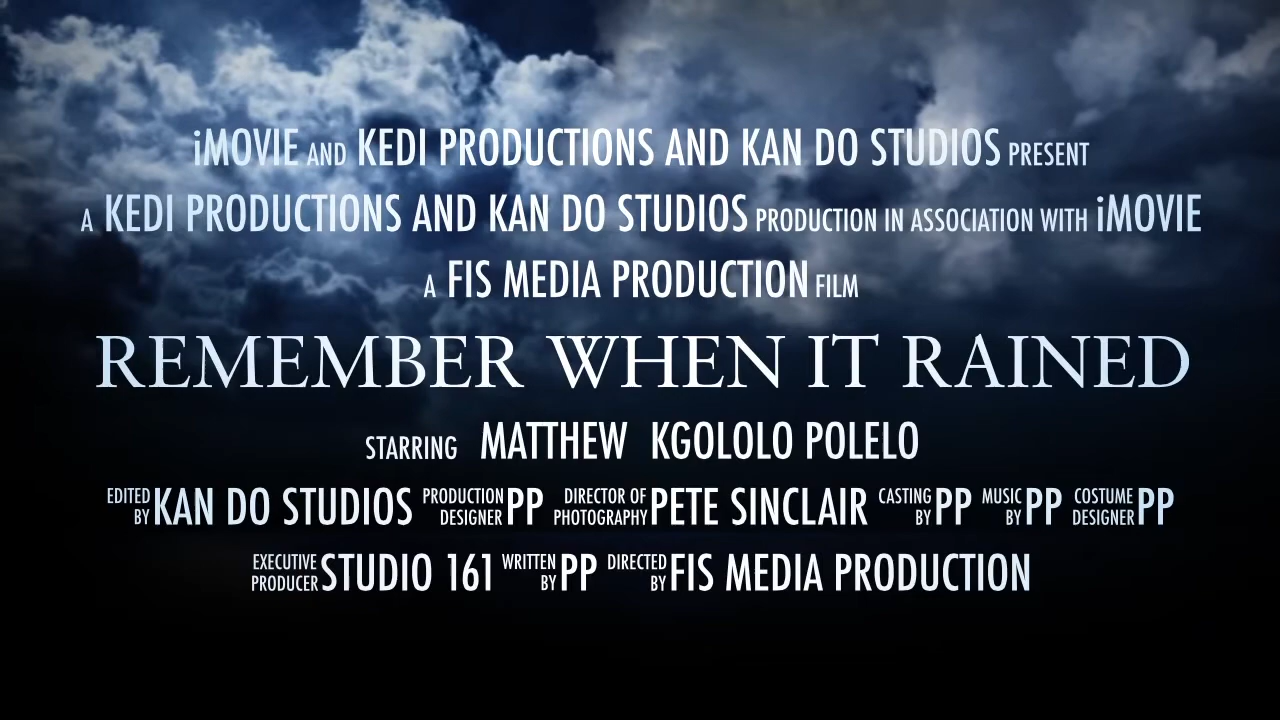 iMOVIE AND KEDI PRODUCTIONS AND KAN DO STUDIOS PRESENT
A KEDI PRODUCTIONS AND KAN DO STUDIOS PRODUCTION IN ASSOCIATION WITH iMOVIE
A FIS MEDIA PRODUCTION FILM
REMEMBER WHEN IT RAINED
STARRING MATTHEW KGOLOLO POLELO
EDITED BY KAN DO STUDIOS PRODUCTION DESIGNER PP DIRECTOR OF PHOTOGRAPHY PETE SINCLAIR CASTING BY PP MUSIC BY PP COSTUME DESIGNER PP
EXECUTIVE PRODUCER STUDIO 161 WRITTEN BY PP DIRECTED BY FIS MEDIA PRODUCTION